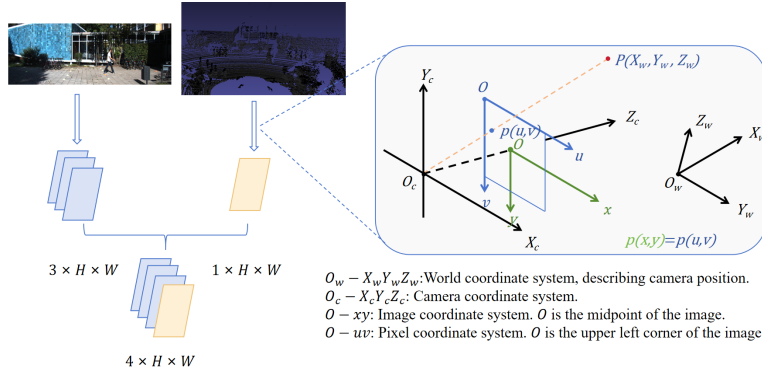 Y_c
P(X_w,Y_w, Z_w)
O
p(u,v)
Z_c
Z_w
X_w
O
u
O_c
O_w
v
y
x
Y_w
X_c
p(x,y)=p(u,v)
3 × H × W
1 × H × W
4 × H × W
O_w − X_wY_wZ_w:World coordinate system, describing camera position.
O_c − X_cY_cZ_c: Camera coordinate system.
O − xy: Image coordinate system. O is the midpoint of the image.
O − uv: Pixel coordinate system. O is the upper left corner of the image